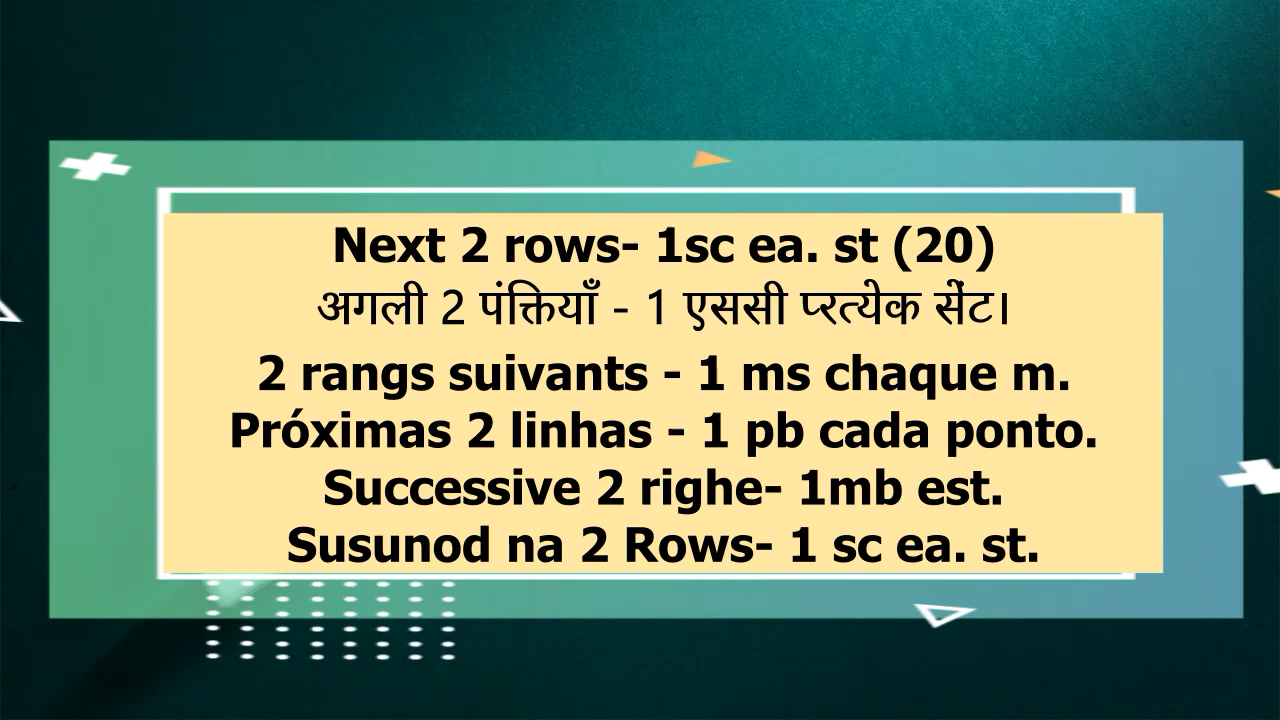 Next 2 rows- 1sc ea. st (20)
अगली 2 पंक्तियाँ - 1 एससी प्रत्येक सेंट।
2 rangs suivants - 1 ms chaque m.
Próximas 2 linhas - 1 pb cada ponto.
Successive 2 righe- 1mb est.
Susunod na 2 Rows- 1 sc ea. st.